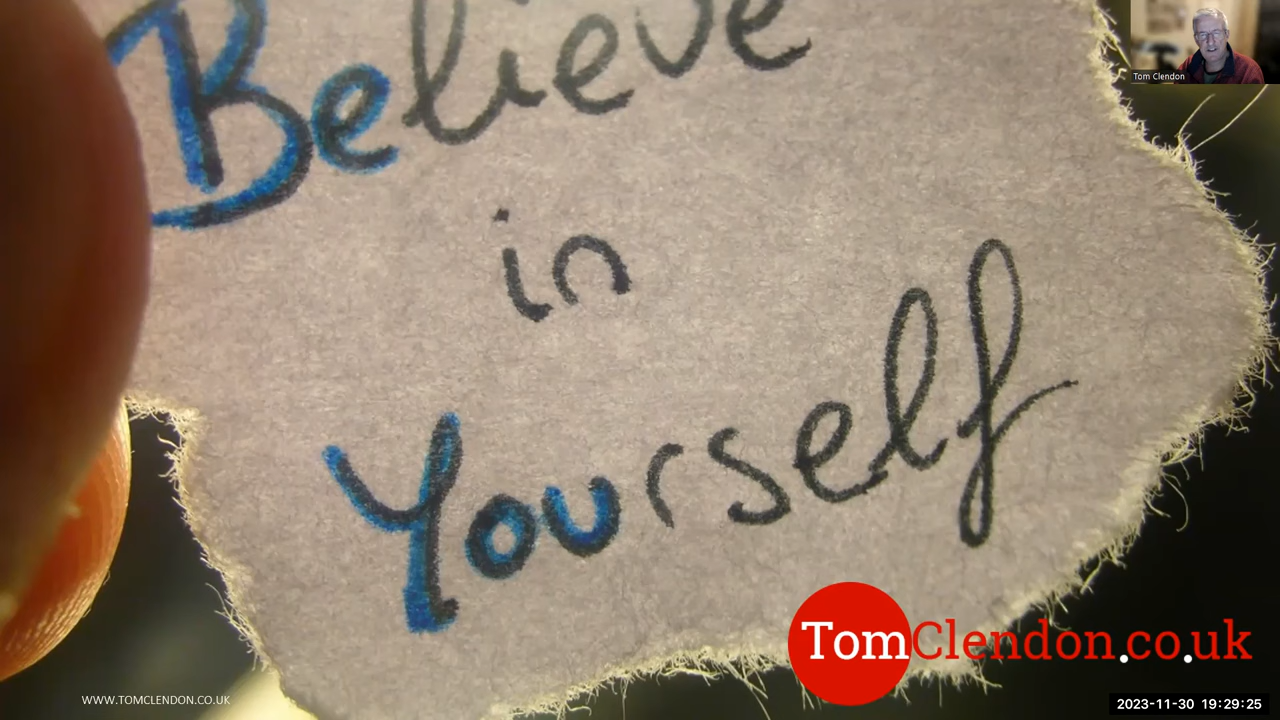 Believe
in
Yourself
Tom Clendon
TomClendon.co.uk
WWW.TOMCLENDON.CO.UK
2023-11-30 19:29:25